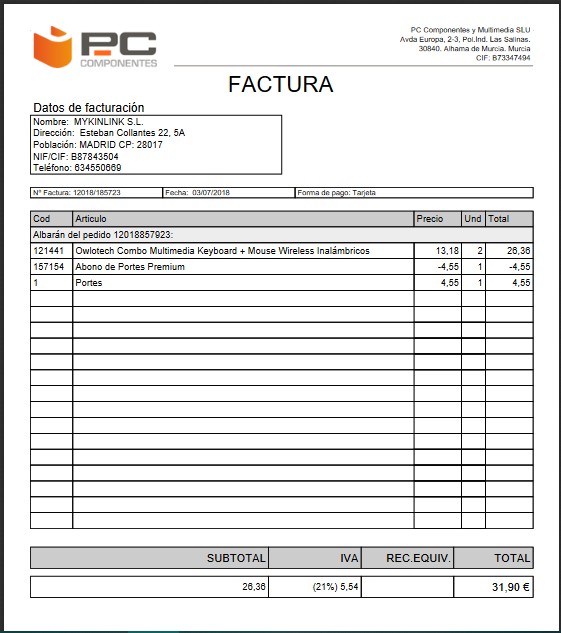 PC
COMPONENTES
PC Componentes y Multimedia SLU
Avda Europa, 2-3, Pol.Ind. Las Salinas.
30840. Alhama de Murcia. Murcia
CIF: B73347494
FACTURA
Datos de facturación
Nombre: MYKINLINK S.L.
Dirección: Esteban Collantes 22, 5A
Población: MADRID CP: 28017
NIF/CIF: B87843504
Teléfono: 634550669
Nº Factura: 12018/185723 Fecha: 03/07/2018 Forma de pago: Tarjeta
Cod Articulo Precio Und Total
Albarán del pedido 12018857923:
121441 Owlotech Combo Multimedia Keyboard + Mouse Wireless Inalámbricos 13,18 2 26,36
157154 Abono de Portes Premium -4,55 1 -4,55
1 Portes 4,55 1 4,55
SUBTOTAL IVA REC.EQUIV. TOTAL
26,36 (21%) 5,54 31,90 €